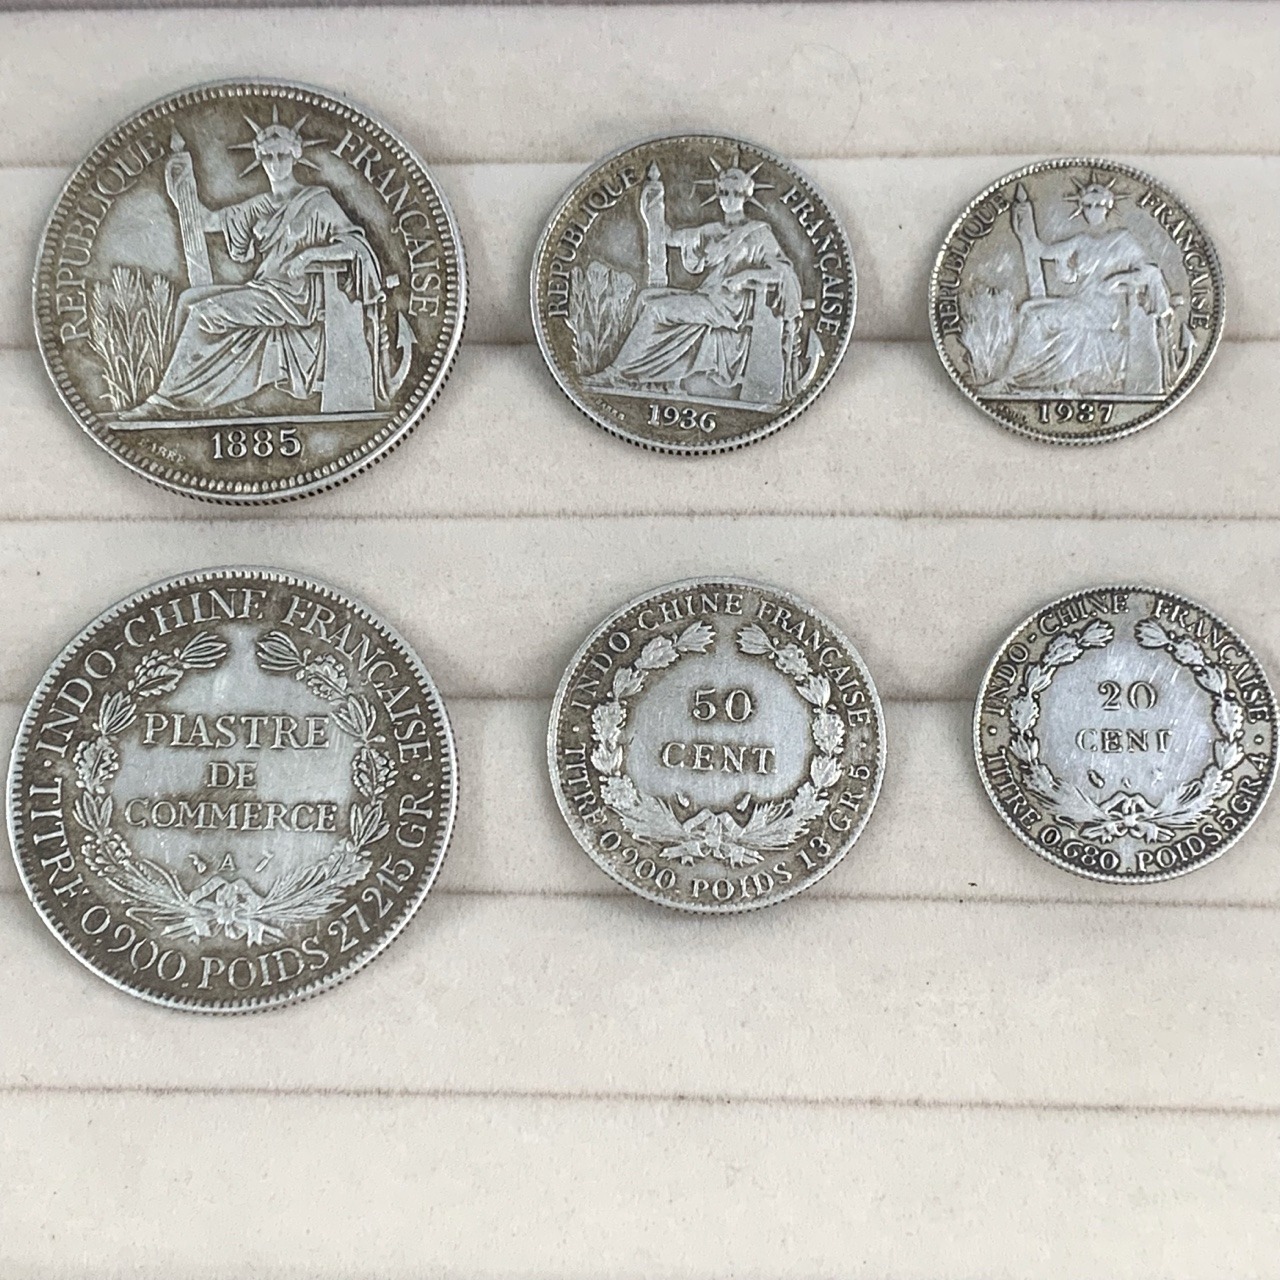 REPUBLIQUE FRANÇAISE
1885
BARRE
REPUBLIQUE FRANÇAISE
1936
REPUBLIQUE FRANÇAISE
1937
INDO-CHINE FRANÇAISE
PIASTRE
DE
COMMERCE
A
TITRE 0,900. POIDS 27 215 GR.
INDO-CHINE FRANÇAISE
50
CENT
TITRE 0.900. POIDS 13 GR.5
INDO-CHINE FRANÇAISE
20
CENT
TITRE 0.680. POIDS 5 GR.4